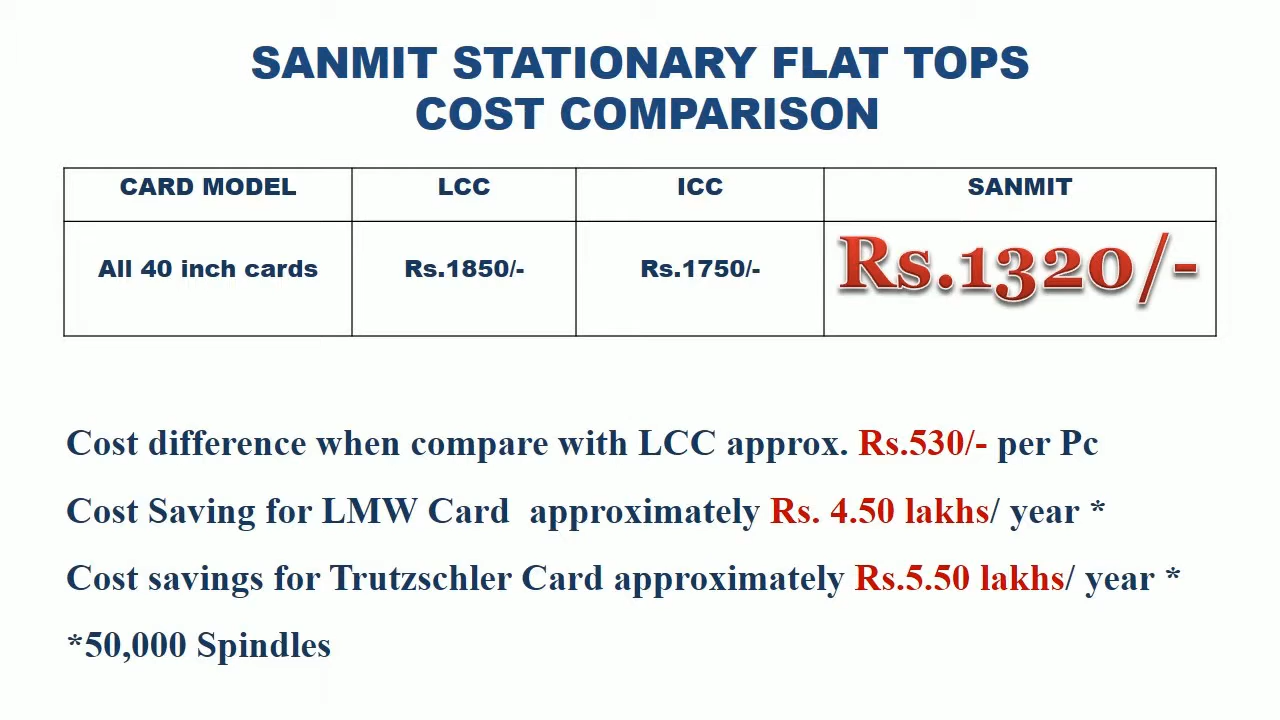 SANMIT STATIONARY FLAT TOPS
COST COMPARISON
CARD MODEL LCC ICC SANMIT
All 40 inch cards Rs.1850/- Rs.1750/- Rs.1320/-
Cost difference when compare with LCC approx. Rs.530/- per Pc
Cost Saving for LMW Card approximately Rs. 4.50 lakhs/ year *
Cost savings for Trutzschler Card approximately Rs.5.50 lakhs/ year *
*50,000 Spindles